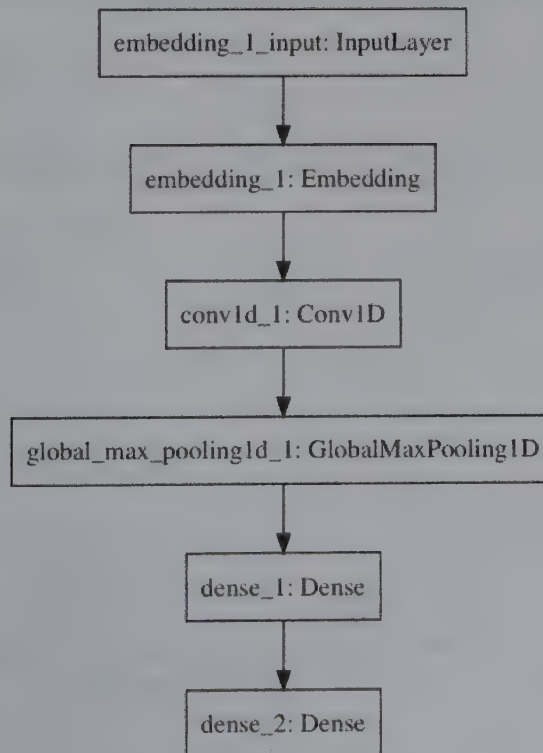 embedding_1_input: InputLayer
embedding_1: Embedding
conv1d_1: Conv1D
global_max_pooling1d_1: GlobalMaxPooling1D
dense_1: Dense
dense_2: Dense